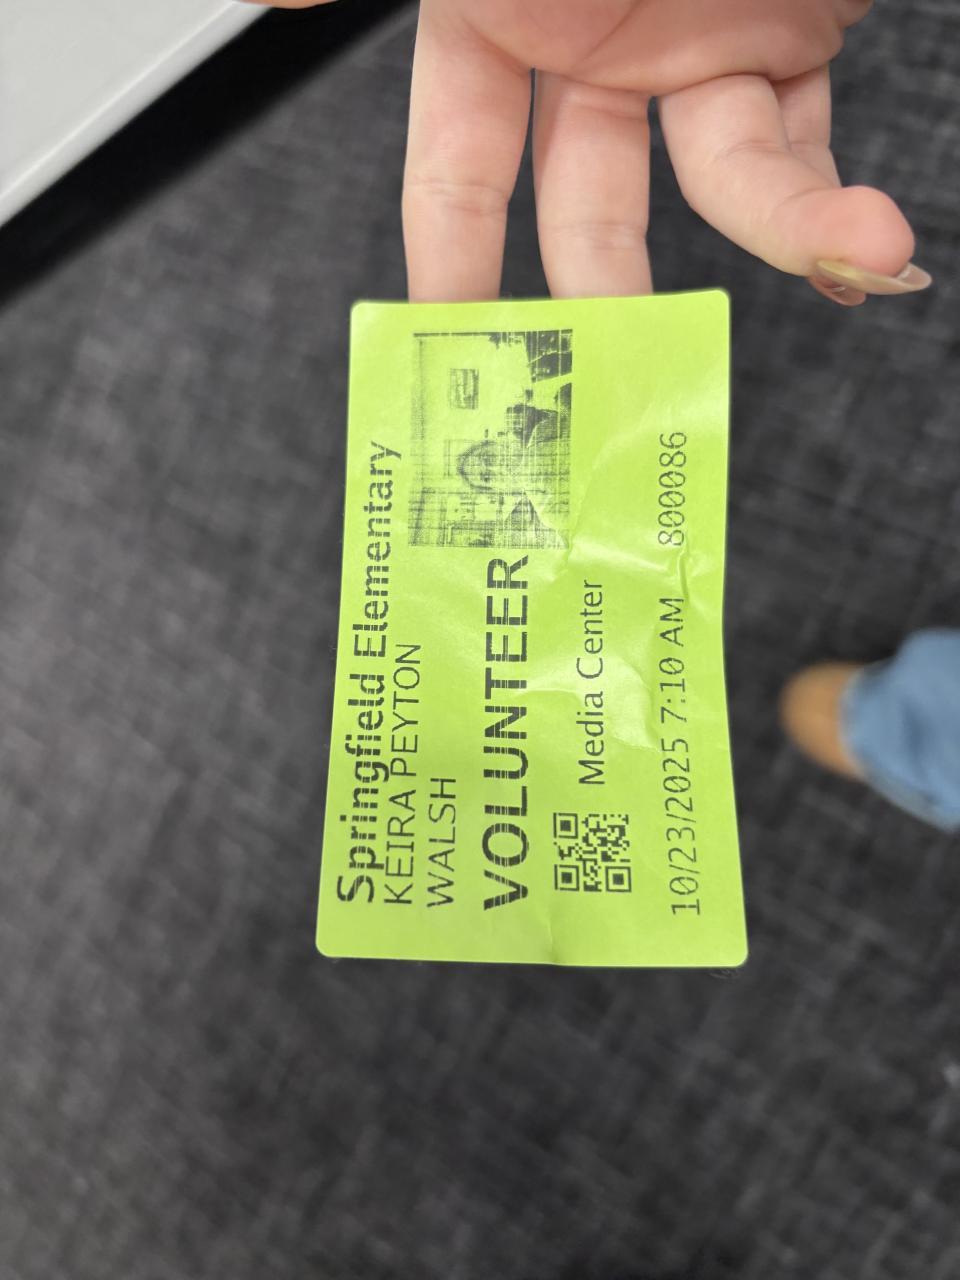 Springfield Elementary
KEIRA PEYTON
WALSH
VOLUNTEER
Media Center
10/23/2025 7:10 AM 800086